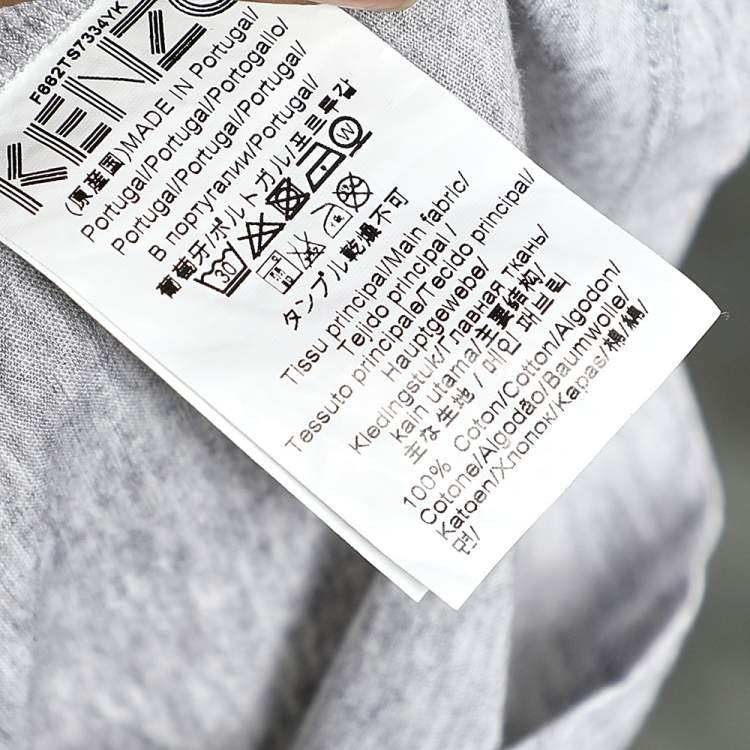 F662TS7334YK
KENZO
(原産国)MADE IN Portugal/
Portugal/Portugal/Portogallo/
Portugal/Portugal/Portugal/
В португалии/Portugal/
葡萄牙/ポルトガル/포르투갈
30
W
タンブル乾燥不可
Tissu principal/Main fabric/
Tejido principal /
Tessuto principale/Tecido principal/
Hauptgewebe/
Kledingstuk/Главная ткань/
kain utama/主要结构/
主な生地 / 메인 패브릭
100% Coton/Cotton/Algodon/
Cotone/Algodão/Baumwolle/
Katoen/Хлопок/Kapas/棉/綿/
면/